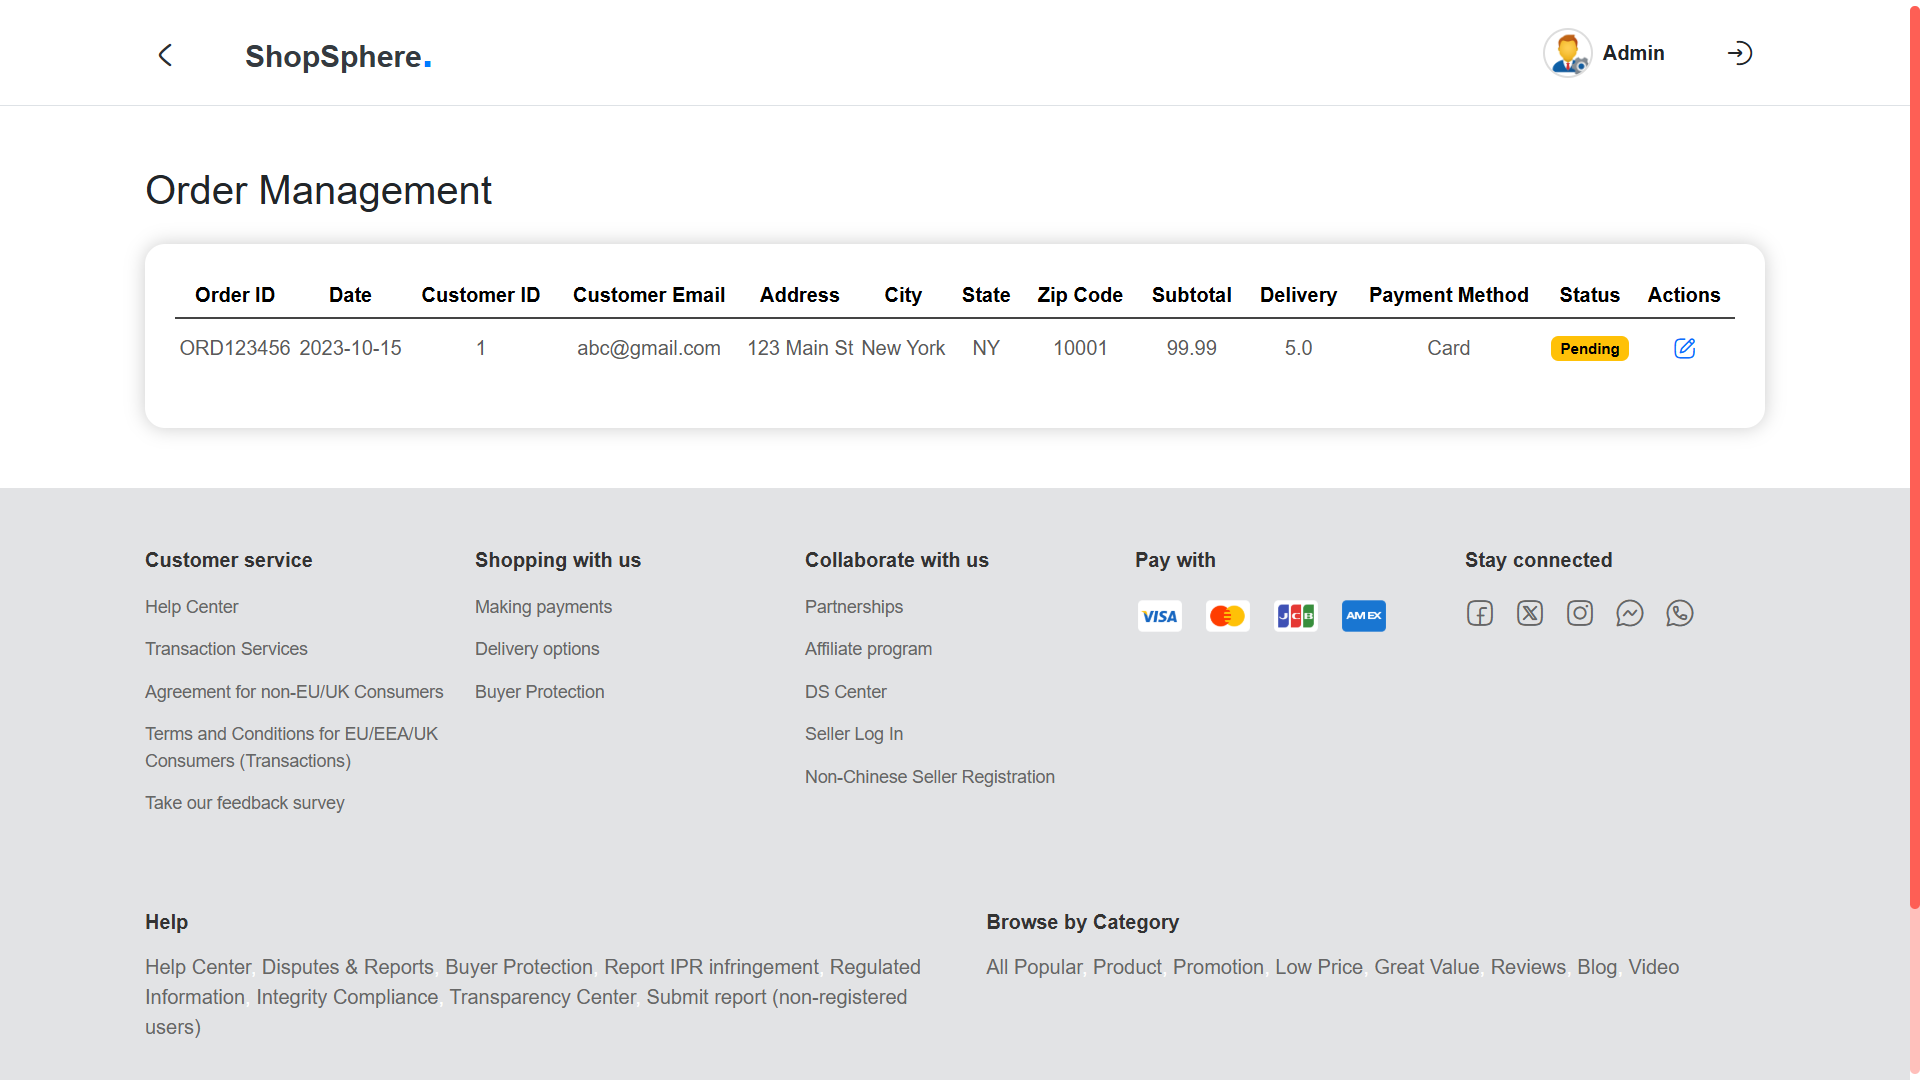 ShopSphere.
Admin
Order Management
Order ID Date Customer ID Customer Email Address City State Zip Code Subtotal Delivery Payment Method Status Actions
ORD123456 2023-10-15 1 abc@gmail.com 123 Main St New York NY 10001 99.99 5.0 Card Pending
Customer service
Help Center
Transaction Services
Agreement for non-EU/UK Consumers
Terms and Conditions for EU/EEA/UK
Consumers (Transactions)
Take our feedback survey
Shopping with us
Making payments
Delivery options
Buyer Protection
Collaborate with us
Partnerships
Affiliate program
DS Center
Seller Log In
Non-Chinese Seller Registration
Pay with
VISA
JCB
AM EX
Stay connected
Help
Help Center, Disputes & Reports, Buyer Protection, Report IPR infringement, Regulated
Information, Integrity Compliance, Transparency Center, Submit report (non-registered
users)
Browse by Category
All Popular, Product, Promotion, Low Price, Great Value, Reviews, Blog, Video